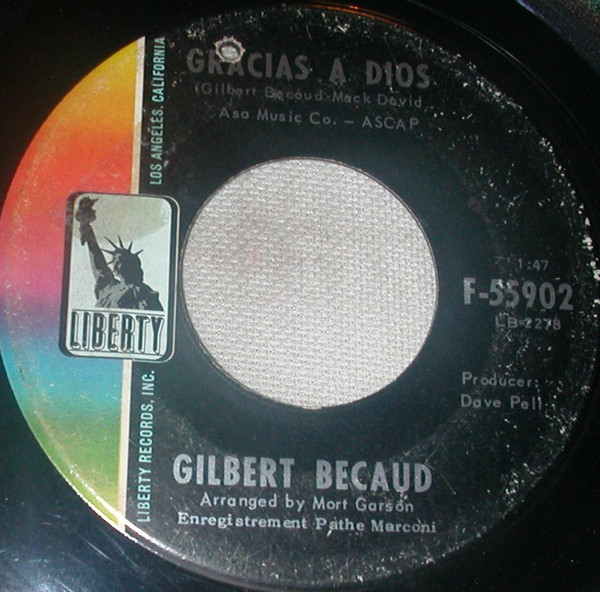 GRACIAS A DIOS
(Gilbert Becaud-Mack David
Asa Music Co. - ASCAP
LOS ANGELES, CALIFORNIA
LIBERTY
LIBERTY RECORDS, INC.
1:47
F-55902
LB-2278
Producer:
Dave Pell
GILBERT BECAUD
Arranged by Mort Garson
Enregistrement Pathe Marconi